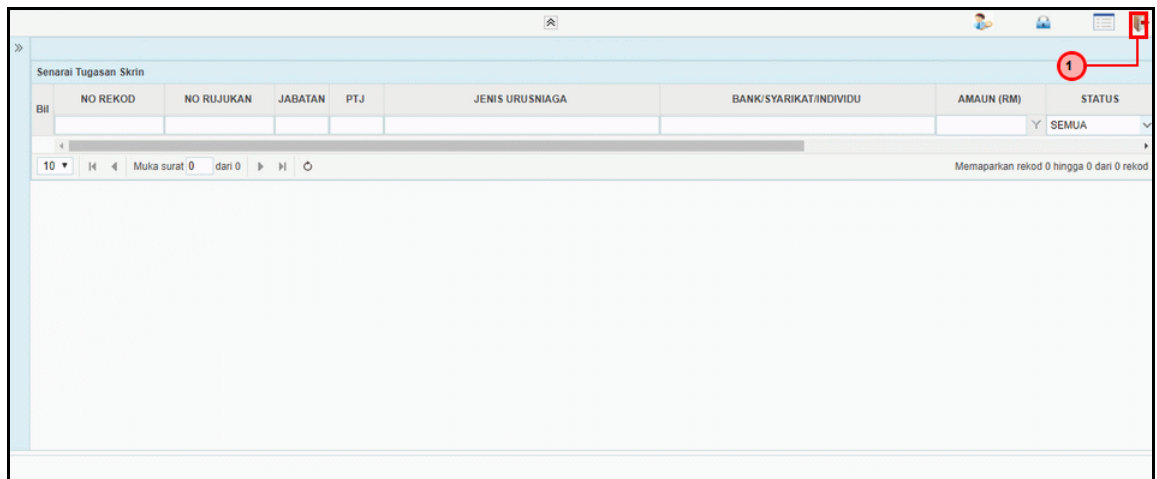 1
Senarai Tugasan Skrin
Bil NO REKOD NO RUJUKAN JABATAN PTJ JENIS URUSNIAGA BANK/SYARIKAT/INDIVIDU AMAUN (RM) STATUS
SEMUA
10 Muka surat 0 dari 0 Memaparkan rekod 0 hingga 0 dari 0 rekod